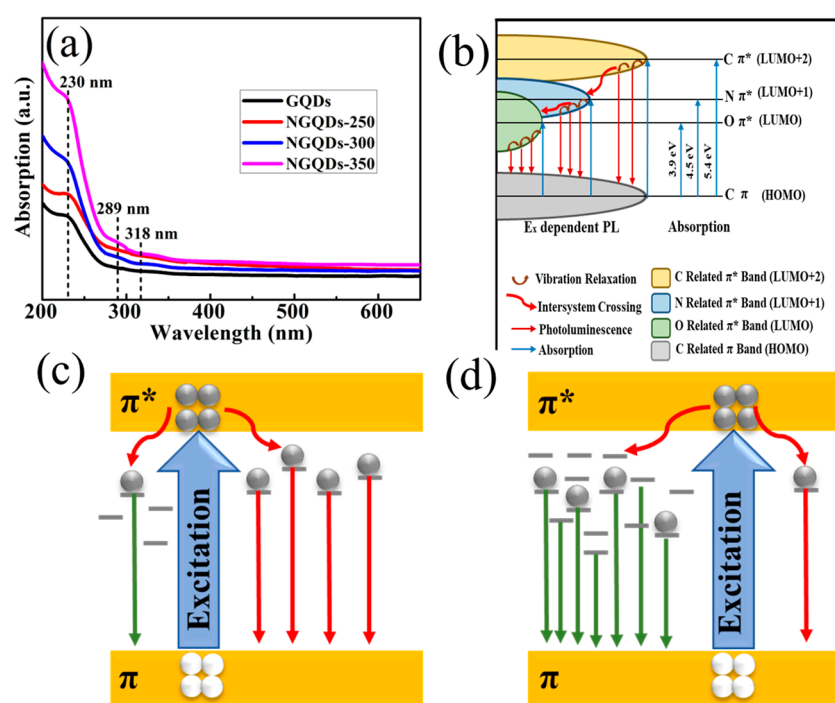 (a)
230 nm
289 nm
318 nm
GQDs
NGQDs-250
NGQDs-300
NGQDs-350
Absorption (a.u.)
200 300 400 500 600
Wavelength (nm)
(b)
C π* (LUMO+2)
N π* (LUMO+1)
O π* (LUMO)
3.9 eV
4.5 eV
5.4 eV
C π (HOMO)
Ex dependent PL
Absorption
Vibration Relaxation
Intersystem Crossing
Photoluminescence
Absorption
C Related π* Band (LUMO+2)
N Related π* Band (LUMO+1)
O Related π* Band (LUMO)
C Related π Band (HOMO)
(c)
π*
Excitation
π
(d)
π*
Excitation
π